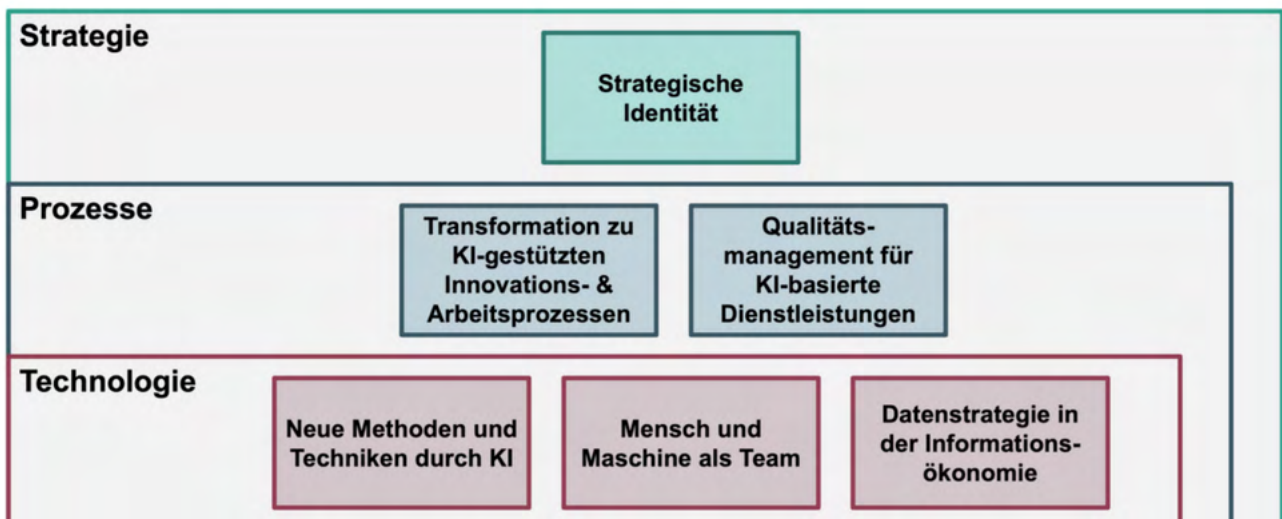 Strategie
Strategische
Identität
Prozesse
Transformation zu
KI-gestützten
Innovations- &
Arbeitsprozessen
Qualitäts-
management für
KI-basierte
Dienstleistungen
Technologie
Neue Methoden und
Techniken durch KI
Mensch und
Maschine als Team
Datenstrategie in
der Informations-
ökonomie